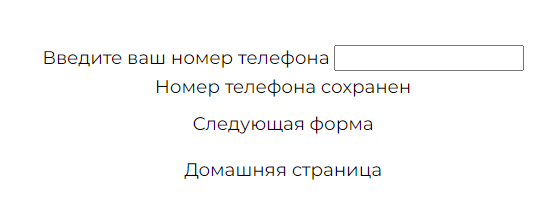 Введите ваш номер телефона
Номер телефона сохранен
Следующая форма
Домашняя страница